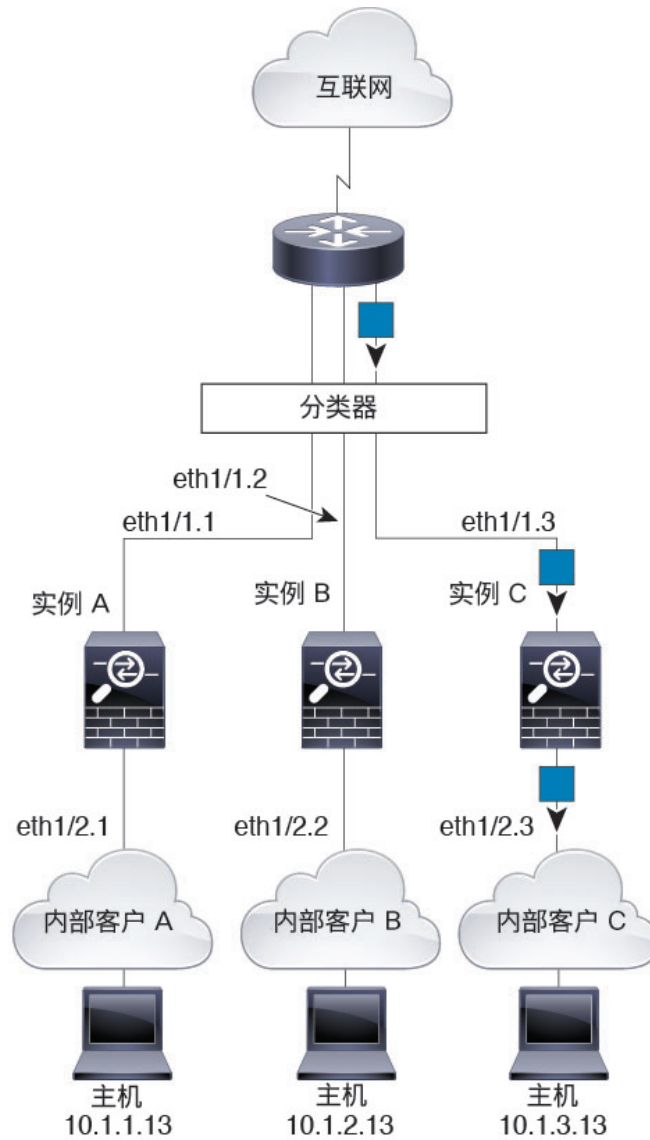 互联网
分类器
eth1/1.2
eth1/1.1
eth1/1.3
实例 A
实例 B
实例 C
eth1/2.1
eth1/2.2
eth1/2.3
内部客户 A
内部客户 B
内部客户 C
主机
10.1.1.13
主机
10.1.2.13
主机
10.1.3.13